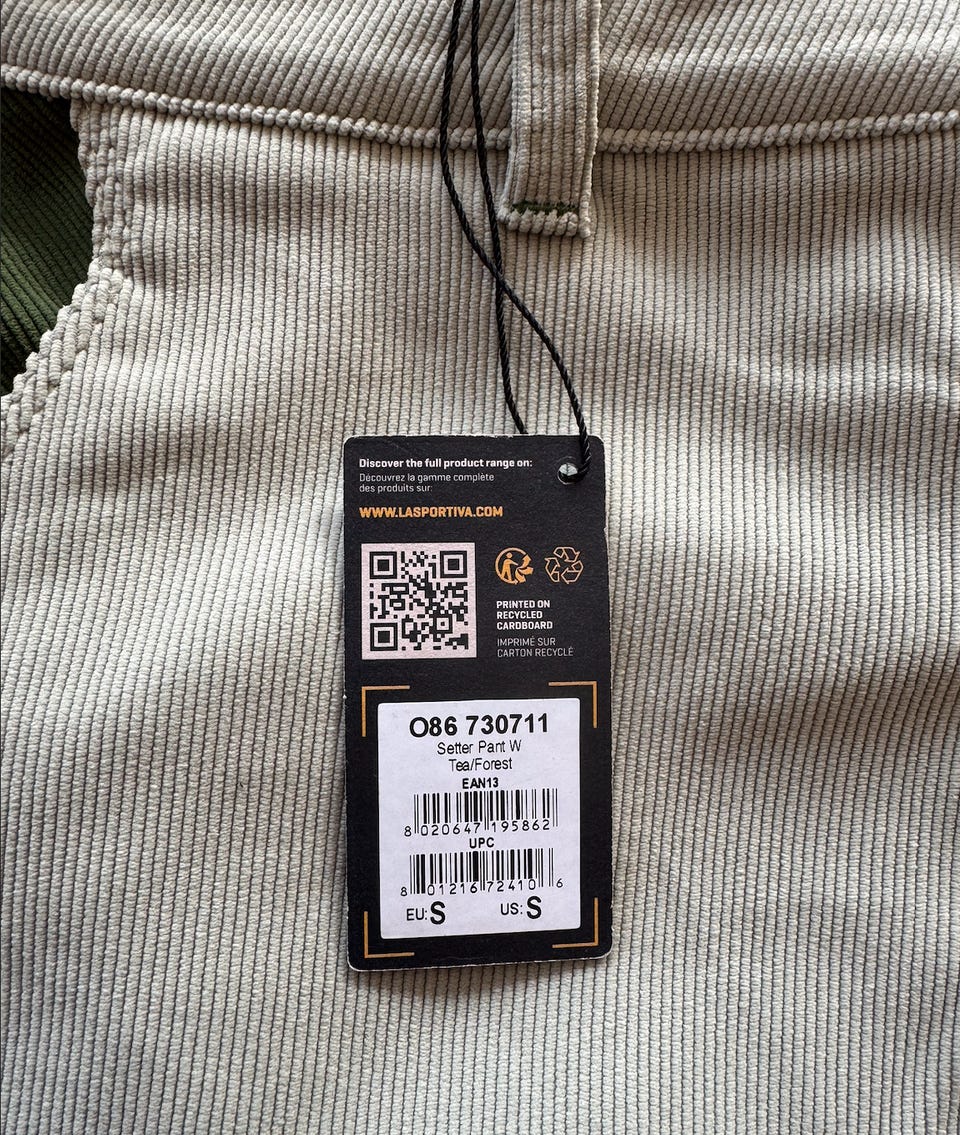 Discover the full product range on:
Découvrez la gamme complète
des produits sur:
WWW.LASPORTIVA.COM
PRINTED ON
RECYCLED
CARDBOARD
IMPRIMÉ SUR
CARTON RECYCLÉ
O86 730711
Setter Pant W
Tea/Forest
EAN13
8 020647 195862
UPC
8 01216 72410 6
EU: S US: S